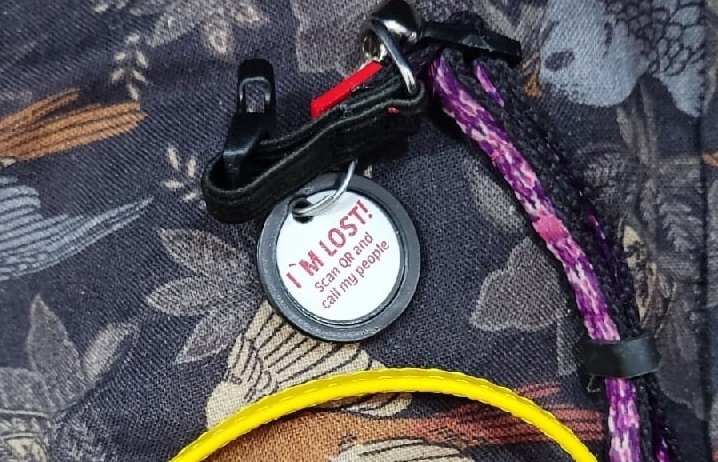 I`M LOST!
Scan QR and
call my people